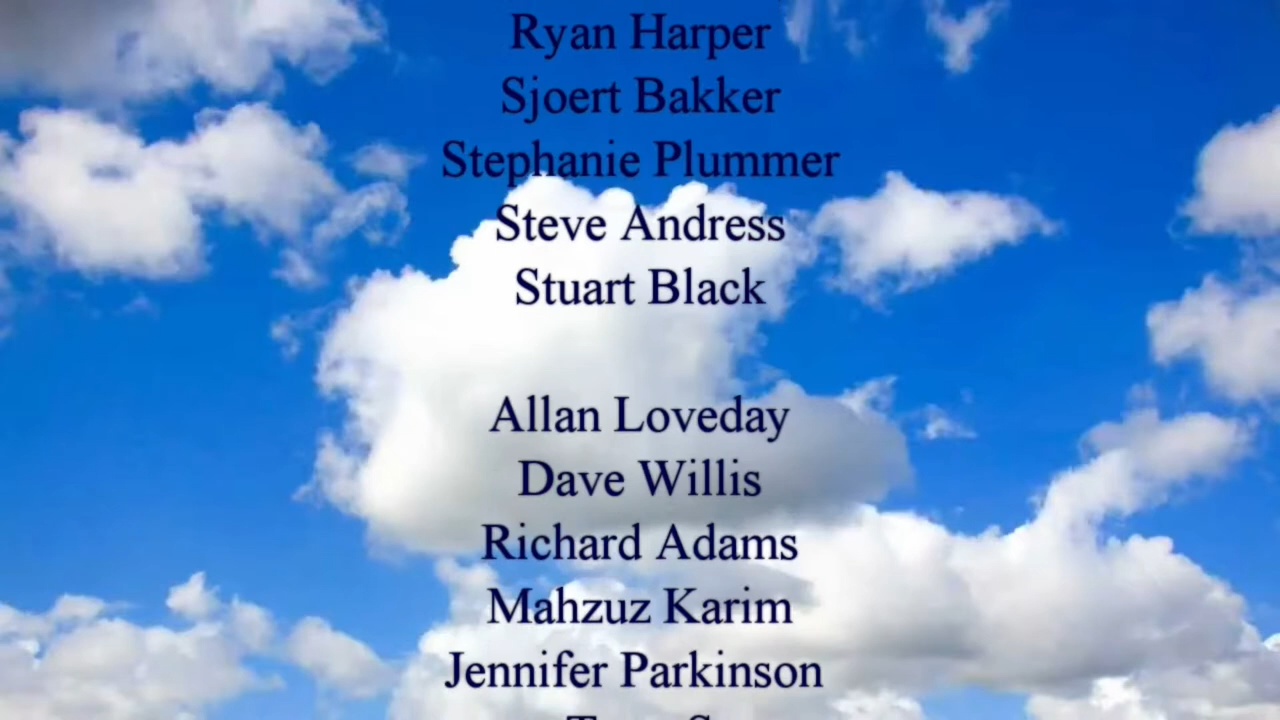 Ryan Harper
Sjoert Bakker
Stephanie Plummer
Steve Andress
Stuart Black
Allan Loveday
Dave Willis
Richard Adams
Mahzuz Karim
Jennifer Parkinson